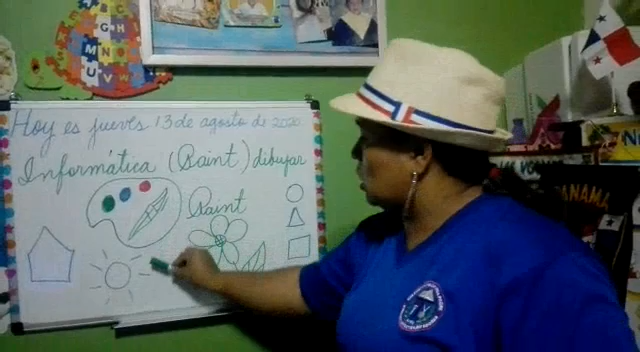 Hoy es jueves 13 de agosto de 2020
Informática (Paint) dibujar
Paint
PANAMA